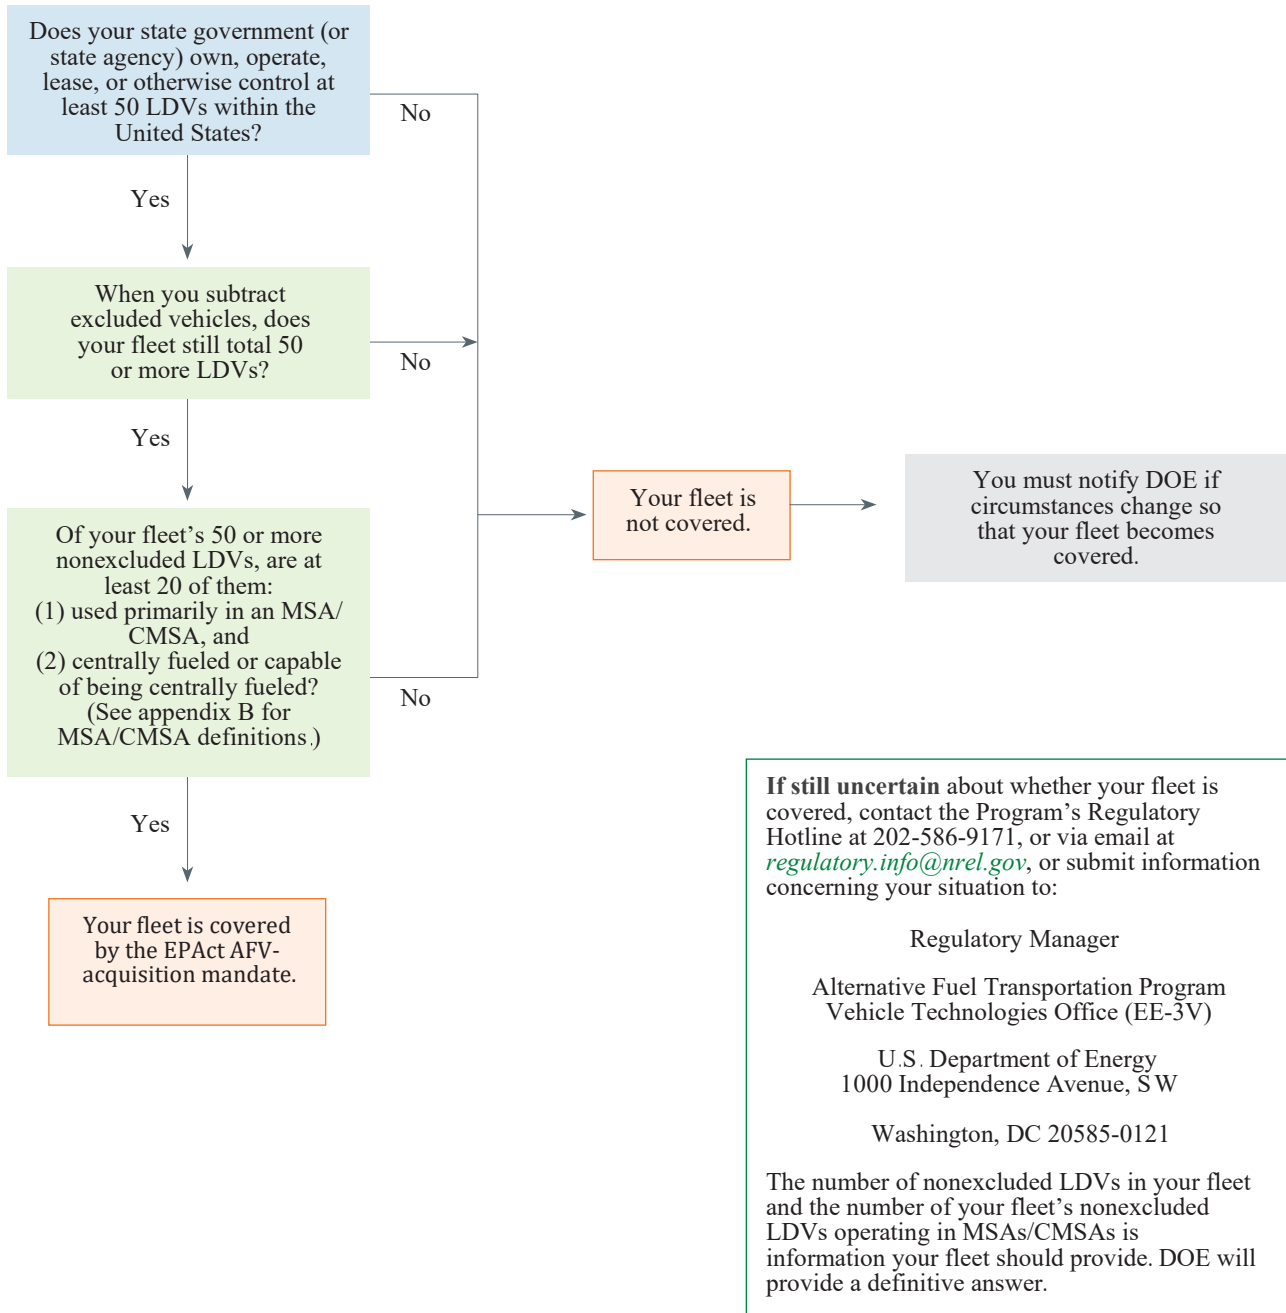 Does your state government (or
state agency) own, operate,
lease, or otherwise control at
least 50 LDVs within the
United States?
No
Yes
When you subtract
excluded vehicles, does
your fleet still total 50
or more LDVs?
No
Yes
Of your fleet’s 50 or more
nonexcluded LDVs, are at
least 20 of them:
(1) used primarily in an MSA/
CMSA, and
(2) centrally fueled or capable
of being centrally fueled?
(See appendix B for
MSA/CMSA definitions.)
No
Yes
Your fleet is covered
by the EPAct AFV-
acquisition mandate.
Your fleet is
not covered.
You must notify DOE if
circumstances change so
that your fleet becomes
covered.
If still uncertain about whether your fleet is
covered, contact the Program’s Regulatory
Hotline at 202-586-9171, or via email at
regulatory.info@nrel.gov, or submit information
concerning your situation to:
Regulatory Manager
Alternative Fuel Transportation Program
Vehicle Technologies Office (EE-3V)
U.S. Department of Energy
1000 Independence Avenue, SW
Washington, DC 20585-0121
The number of nonexcluded LDVs in your fleet
and the number of your fleet’s nonexcluded
LDVs operating in MSAs/CMSAs is
information your fleet should provide. DOE will
provide a definitive answer.